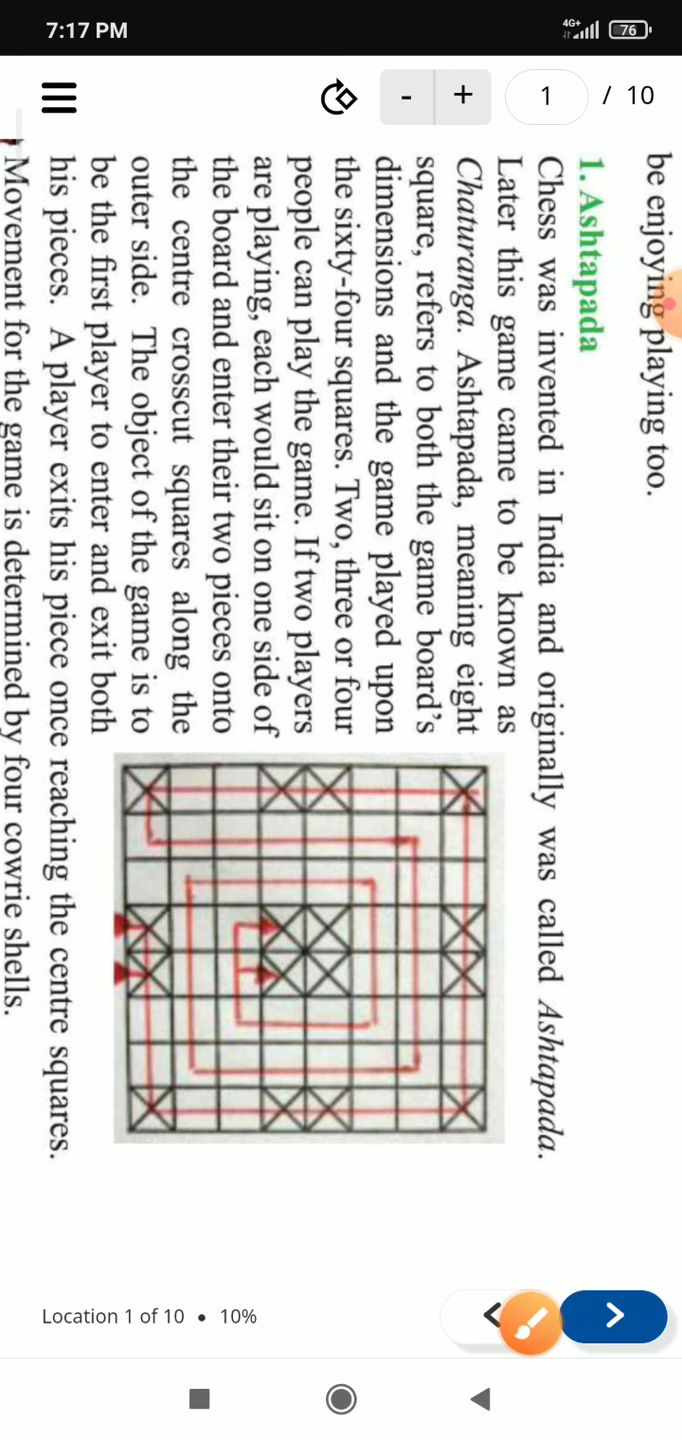 7:17 PM
4G+
76
- + 1 / 10
be enjoying playing too.
1. Ashtapada
Chess was invented in India and originally was called Ashtapada.
Later this game came to be known as
Chaturanga. Ashtapada, meaning eight
square, refers to both the game board's
dimensions and the game played upon
the sixty-four squares. Two, three or four
people can play the game. If two players
are playing, each would sit on one side of
the board and enter their two pieces onto
the centre crosscut squares along the
outer side. The object of the game is to
be the first player to enter and exit both
his pieces. A player exits his piece once reaching the centre squares.
Movement for the game is determined by four cowrie shells.
Location 1 of 10 • 10%